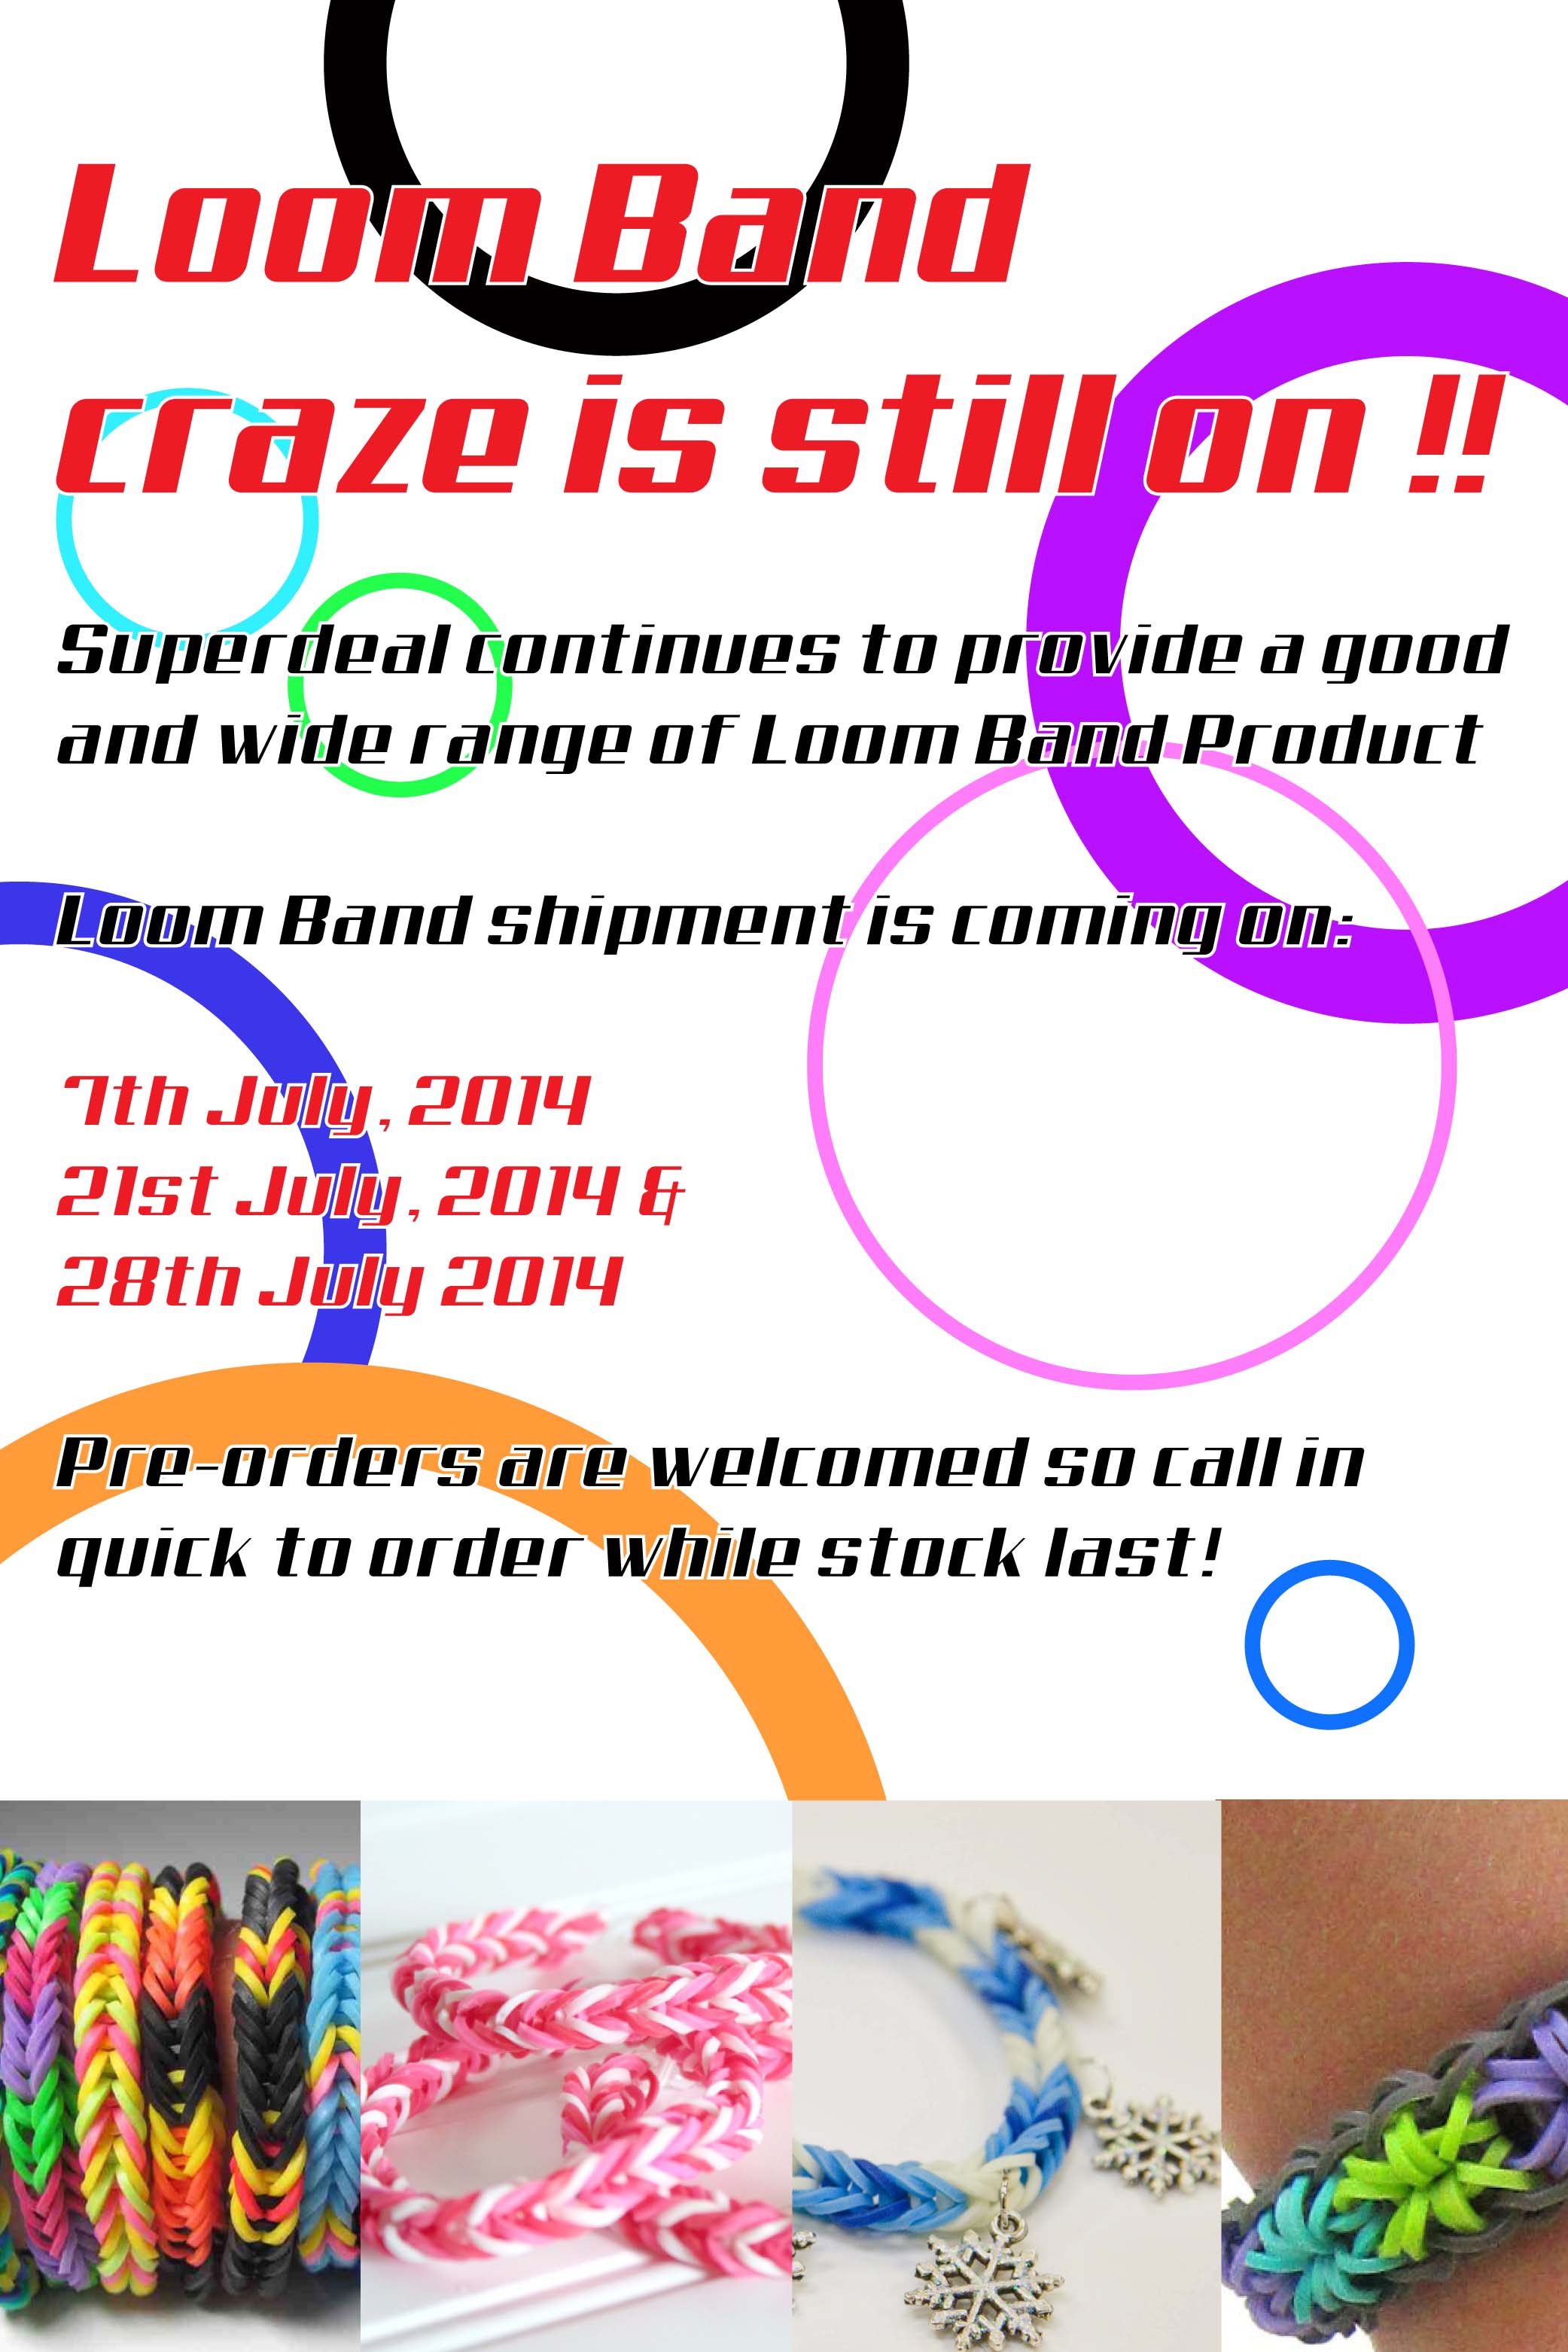 Loom Band
craze is still on !!
Superdeal continues to provide a good
and wide range of Loom Band Product
Loom Band shipment is coming on:
7th July, 2014
21st July, 2014 &
28th July 2014
Pre-orders are welcomed so call in
quick to order while stock last!